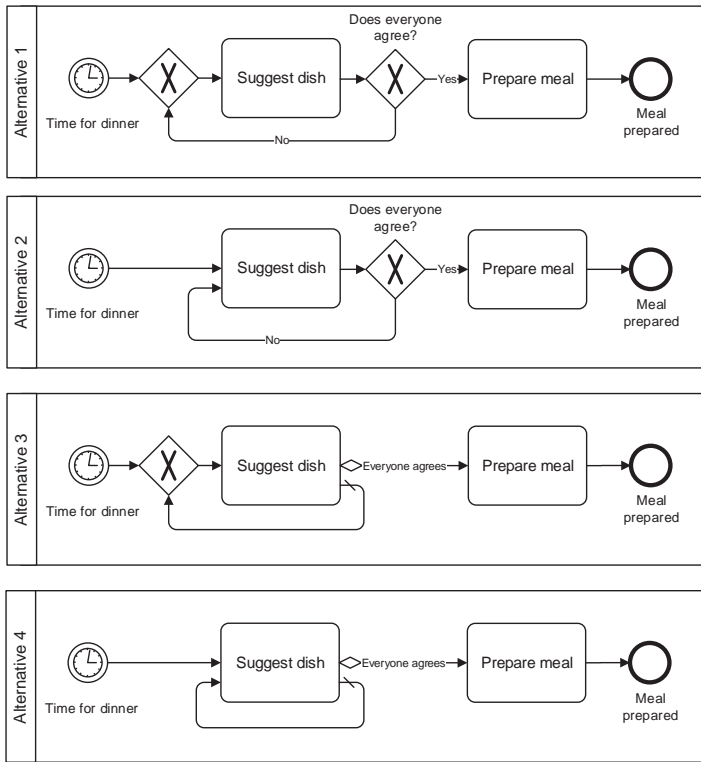 Alternative 1
Does everyone
agree?
Suggest dish
Yes
Prepare meal
No
Time for dinner
Meal
prepared
Alternative 2
Does everyone
agree?
Suggest dish
Yes
Prepare meal
Time for dinner
No
Meal
prepared
Alternative 3
Suggest dish
Everyone agrees
Prepare meal
Time for dinner
Meal
prepared
Alternative 4
Suggest dish
Everyone agrees
Prepare meal
Time for dinner
Meal
prepared